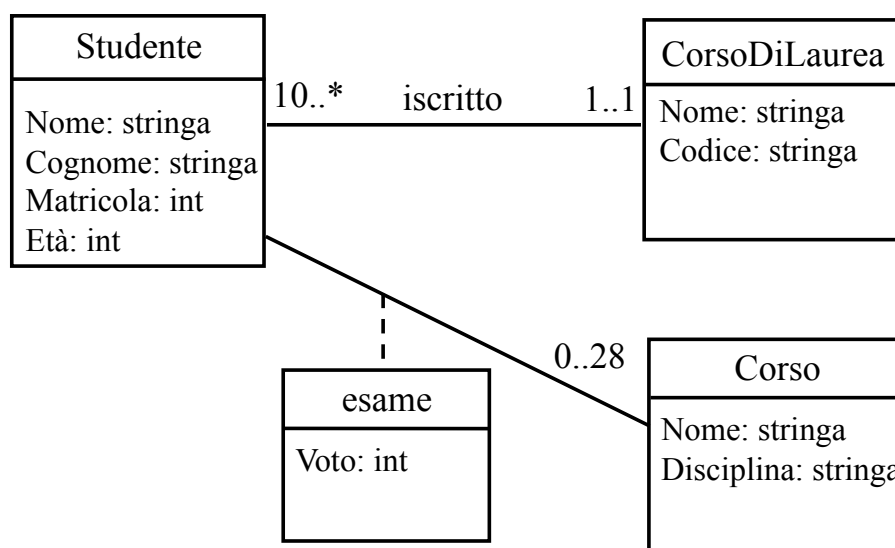 Studente
Nome: stringa
Cognome: stringa
Matricola: int
Età: int
10..*
iscritto
1..1
CorsoDiLaurea
Nome: stringa
Codice: stringa
0..28
esame
Voto: int
Corso
Nome: stringa
Disciplina: stringa